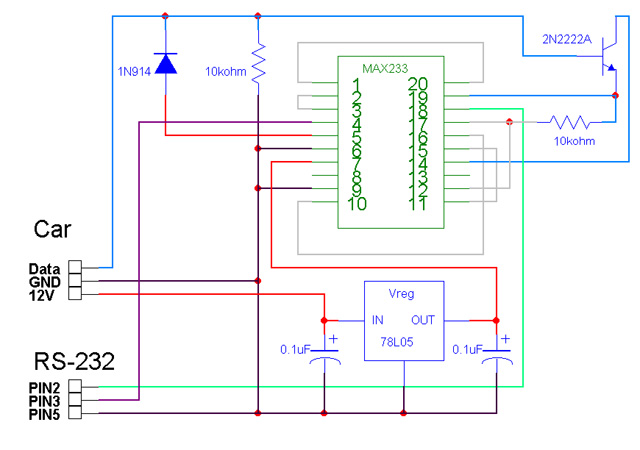 2N2222A
1N914
10kohm
MAX233
1 20
2 19
3 18
4 17
5 16
6 15
7 14
8 13
9 12
10 11
10kohm
Car
Data
GND
12V
Vreg
IN OUT
78L05
0.1uF +
0.1uF +
RS-232
PIN2
PIN3
PIN5